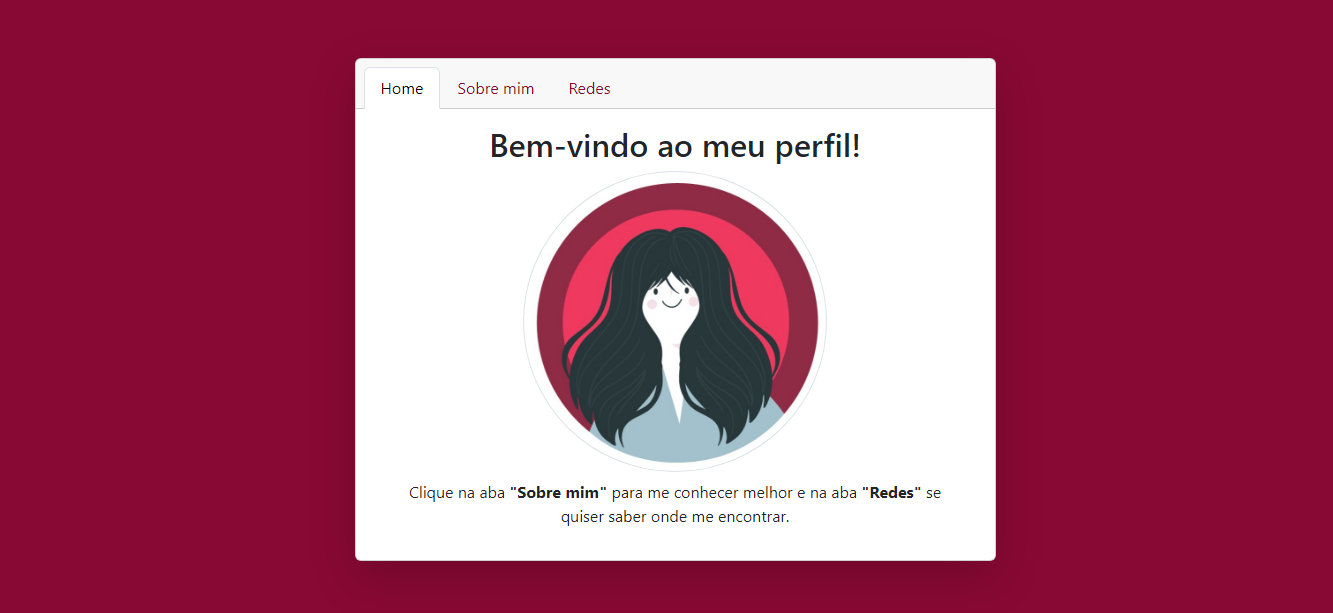 Home Sobre mim Redes
Bem-vindo ao meu perfil!
Clique na aba "Sobre mim" para me conhecer melhor e na aba "Redes" se
quiser saber onde me encontrar.